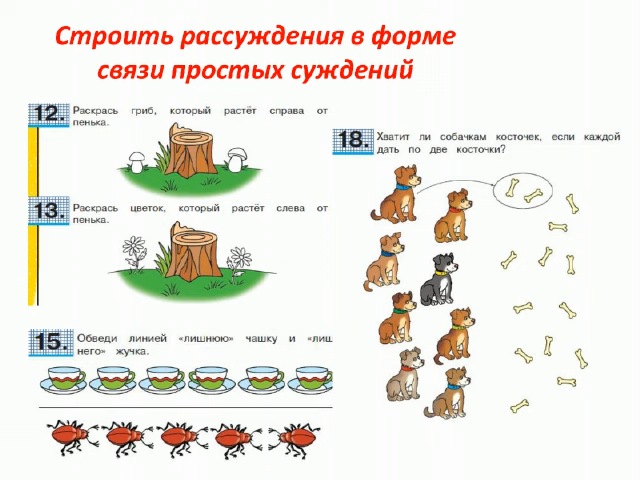 Строить рассуждения в форме
связи простых суждений
12. Раскрась гриб, который растёт справа от
пенька.
13. Раскрась цветок, который растёт слева от
пенька.
15. Обведи линией «лишнюю» чашку и «лиш
него» жучка.
18. Хватит ли собачкам косточек, если каждой
дать по две косточки?